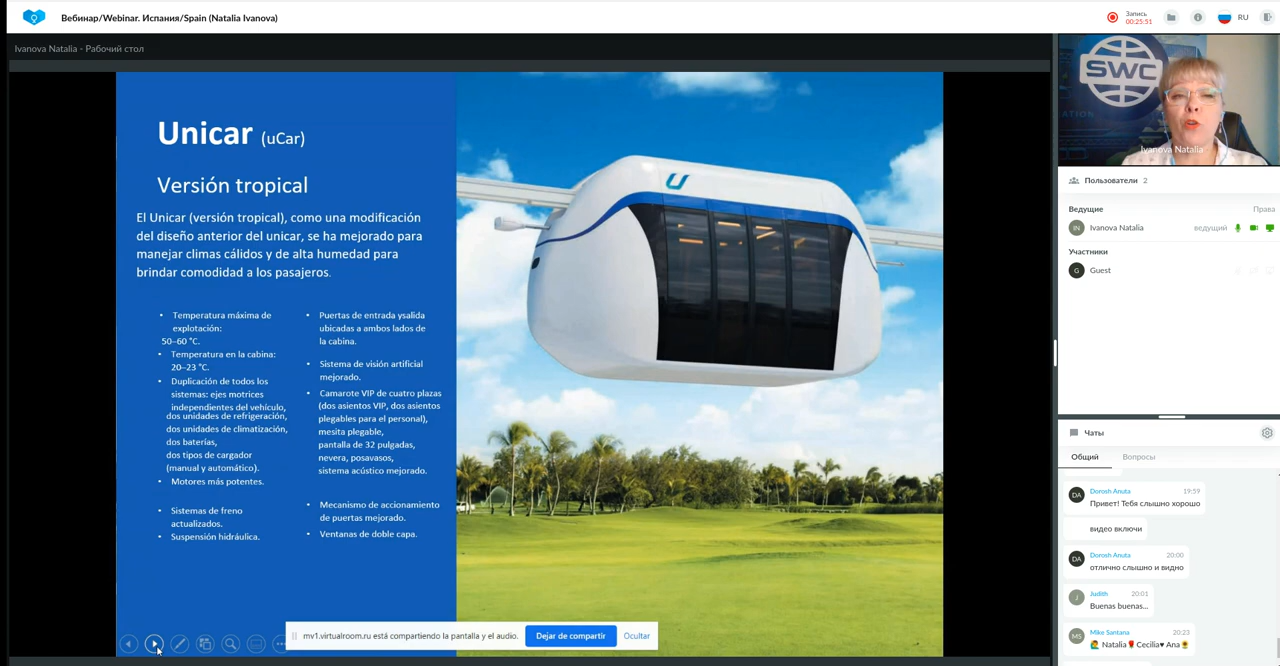 Вебинар/Webinar. Испания/Spain (Natalia Ivanova)
Запись
00:25:51
RU
Ivanova Natalia - Рабочий стол
Unicar (uCar)
Versión tropical
El Unicar (versión tropical), como una modificación
del diseño anterior del unicar, se ha mejorado para
manejar climas cálidos y de alta humedad para
brindar comodidad a los pasajeros.
• Temperatura máxima de
explotación:
50–60 °C.
• Temperatura en la cabina:
20–23 °C.
• Duplicación de todos los
sistemas: ejes motrices
independientes del vehículo,
dos unidades de refrigeración,
dos unidades de climatización,
dos baterías,
dos tipos de cargador
(manual y automático).
• Motores más potentes.
• Sistemas de freno
actualizados.
• Suspensión hidráulica.
• Puertas de entrada ysalida
ubicadas a ambos lados de
la cabina.
• Sistema de visión artificial
mejorado.
• Camarote VIP de cuatro plazas
(dos asientos VIP, dos asientos
plegables para el personal),
mesita plegable,
pantalla de 32 pulgadas,
nevera, posavasos,
sistema acústico mejorado.
• Mecanismo de accionamiento
de puertas mejorado.
• Ventanas de doble capa.
mv1.virtualroom.ru está compartiendo la pantalla y el audio.
Dejar de compartir
Ocultar
SWC
Ivanova Natalia
Пользователи 2
Ведущие
Права
IN
Ivanova Natalia
ведущий
Участники
G
Guest
Чаты
Общий
Вопросы
DA
Dorosh Anuta 19:59
Привет! Тебя слышно хорошо
видео включи
DA
Dorosh Anuta 20:00
отлично слышно и видно
J
Judith 20:01
Buenas buenas...
MS
Mike Santana 20:23
🙋‍♂️ Natalia🌹Cecilia♥ Ana🌻